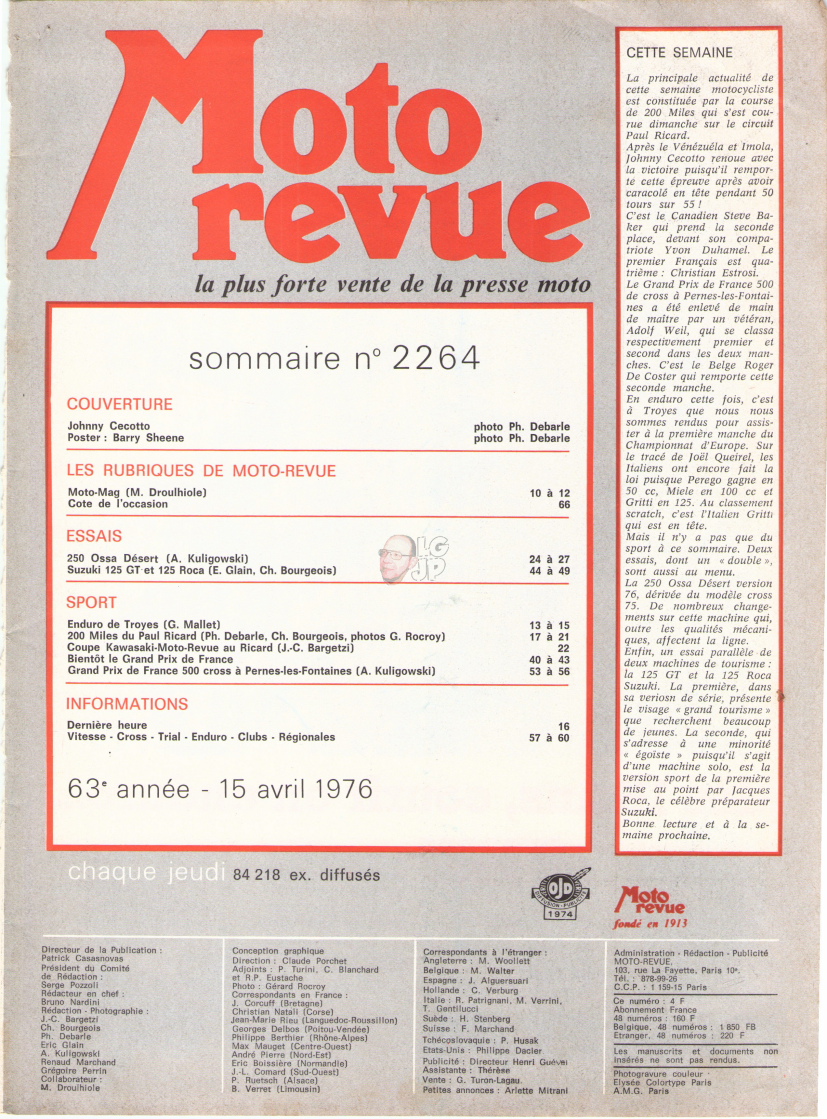 Moto
revue
la plus forte vente de la presse moto
sommaire n° 2264
COUVERTURE
Johnny Cecotto photo Ph. Debarle
Poster : Barry Sheene photo Ph. Debarle
LES RUBRIQUES DE MOTO-REVUE
Moto-Mag (M. Droulhiole) 10 à 12
Cote de l'occasion 66
ESSAIS
250 Ossa Désert (A. Kuligowski) 24 à 27
Suzuki 125 GT et 125 Roca (E. Glain, Ch. Bourgeois) 44 à 49
LG
JP
SPORT
Enduro de Troyes (G. Mallet) 13 à 15
200 Miles du Paul Ricard (Ph. Debarle, Ch. Bourgeois, photos G. Rocroy) 17 à 21
Coupe Kawasaki-Moto-Revue au Ricard (J.-C. Bargetzi) 22
Bientôt le Grand Prix de France 40 à 43
Grand Prix de France 500 cross à Pernes-les-Fontaines (A. Kuligowski) 53 à 56
INFORMATIONS
Dernière heure 16
Vitesse - Cross - Trial - Enduro - Clubs - Régionales 57 à 60
63e année - 15 avril 1976
chaque jeudi 84 218 ex. diffusés
CETTE SEMAINE
La principale actualité de
cette semaine motocycliste
est constituée par la course
de 200 Miles qui s'est cou-
rue dimanche sur le circuit
Paul Ricard.
Après le Vénézuéla et Imola,
Johnny Cecotto renoue avec
la victoire puisqu'il rempor-
te cette épreuve après avoir
caracolé en tête pendant 50
tours sur 55 !
C'est le Canadien Steve Ba-
ker qui prend la seconde
place, devant son compa-
triote Yvon Duhamel. Le
premier Français est qua-
trième : Christian Estrosi.
Le Grand Prix de France 500
de cross à Pernes-les-Fontai-
nes a été enlevé de main
de maître par un vétéran,
Adolf Weil, qui se classa
respectivement premier et
second dans les deux man-
ches. C'est le Belge Roger
De Coster qui remporte cette
seconde manche.
En enduro cette fois, c'est
à Troyes que nous nous
sommes rendus pour assis-
ter à la première manche du
Championnat d'Europe. Sur
le tracé de Joël Queirel, les
Italiens ont encore fait la
loi puisque Perego gagne en
50 cc, Miele en 100 cc et
Gritti en 125. Au classement
scratch, c'est l'Italien Gritti
qui est en tête.
Mais il n'y a pas que du
sport à ce sommaire. Deux
essais, dont un « double »,
sont aussi au menu.
La 250 Ossa Désert version
76, dérivée du modèle cross
75. De nombreux change-
ments sur cette machine qui,
outre les qualités mécani-
ques, affectent la ligne.
Enfin, un essai parallèle de
deux machines de tourisme :
la 125 GT et la 125 Roca
Suzuki. La première, dans
sa veriosn de série, présente
le visage « grand tourisme »
que recherchent beaucoup
de jeunes. La seconde, qui
s'adresse à une minorité
« égoiste » puisqu'il s'agit
d'une machine solo, est la
version sport de la première
mise au point par Jacques
Roca, le célèbre préparateur
Suzuki.
Bonne lecture et à la se-
maine prochaine.
OJD
DIFFUSION-PUBLICITE
1974
Moto
revue
fondé en 1913
Directeur de la Publication :
Patrick Casasnovas
Président du Comité
de Rédaction :
Serge Pozzoli
Rédacteur en chef :
Bruno Nardini
Rédaction - Photographie :
J.-C. Bargetzi
Ch. Bourgeois
Ph. Debarle
Eric Glain
A. Kuligowski
Renaud Marchand
Grégoire Perrin
Collaborateur :
M. Droulhiole
Conception graphique
Direction : Claude Porchet
Adjoints : P. Turini, C. Blanchard
et R.P. Eustache
Photo : Gérard Rocroy
Correspondants en France :
J. Corcuff (Bretagne)
Christian Natali (Corse)
Jean-Marie Rieu (Languedoc-Roussillon)
Georges Delbos (Poitou-Vendée)
Philippe Berthier (Rhône-Alpes)
Max Mauget (Centre-Ouest)
André Pierre (Nord-Est)
Eric Boissière (Normandie)
J.-L. Comard (Sud-Ouest)
P. Ruetsch (Alsace)
B. Verret (Limousin)
Correspondants à l'étranger :
Angleterre : M. Woollett
Belgique : M. Walter
Espagne : J. Alguersuari
Hollande : C. Verburg
Italie : R. Patrignani, M. Verrini,
T. Gentilucci
Suède : H. Stenberg
Suisse : F. Marchand
Tchécoslovaquie : P. Husak
Etats-Unis : Philippe Dacier
Publicité : Directeur Henri Guével
Assistante : Thérèse
Vente : G. Turon-Lagau
Petites annonces : Arlette Mitrani
Administration - Rédaction - Publicité
MOTO-REVUE,
103, rue La Fayette, Paris 10e.
Tél. : 878-99-26
C.C.P. : 1 159-15 Paris
Ce numéro : 4 F
Abonnement France
48 numéros : 160 F
Belgique, 48 numéros : 1 850 FB
Etranger, 48 numéros : 220 F
Les manuscrits et documents non
insérés ne sont pas rendus.
Photogravure couleur
Elysée Colortype Paris
A.M.G. Paris